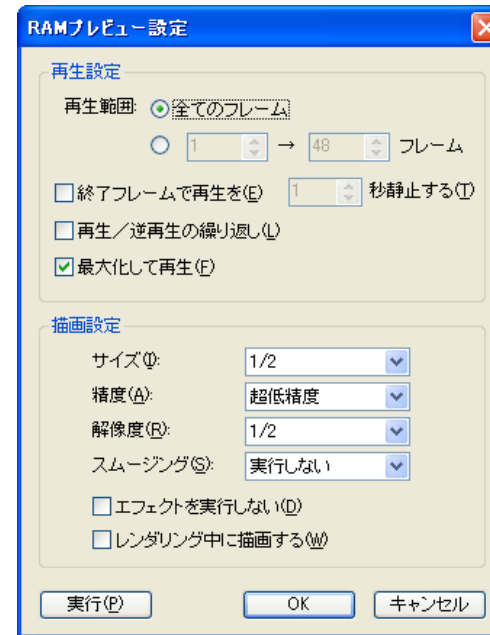 RAMプレビュー設定
再生設定
再生範囲: 全てのフレーム
1 → 48 フレーム
終了フレームで再生を(E) 1 秒静止する(T)
再生／逆再生の繰り返し(L)
最大化して再生(F)
描画設定
サイズ(I): 1/2
精度(A): 超低精度
解像度(R): 1/2
スムージング(S): 実行しない
エフェクトを実行しない(D)
レンダリング中に描画する(W)
実行(P) OK キャンセル